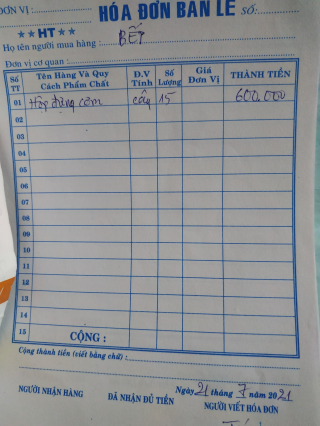 ĐƠN VỊ :
HÓA ĐƠN BÁN LẺ SỐ:
★★HT★★
Họ tên người mua hàng : BẾP
Đơn vị cơ quan :
Số TT Tên Hàng Và Quy Cách Phẩm Chất Đ.V Tính Số Lượng Giá Đơn Vị THÀNH TIỀN
01 Hộp đựng cơm cây 15 600.000
02
03
04
05
06
07
08
09
10
11
12
13
14
15 CỘNG :
Cộng thành tiền (viết bằng chữ) :
Ngày 21 tháng 7 năm 2021
NGƯỜI NHẬN HÀNG ĐÃ NHẬN ĐỦ TIỀN NGƯỜI VIẾT HÓA ĐƠN